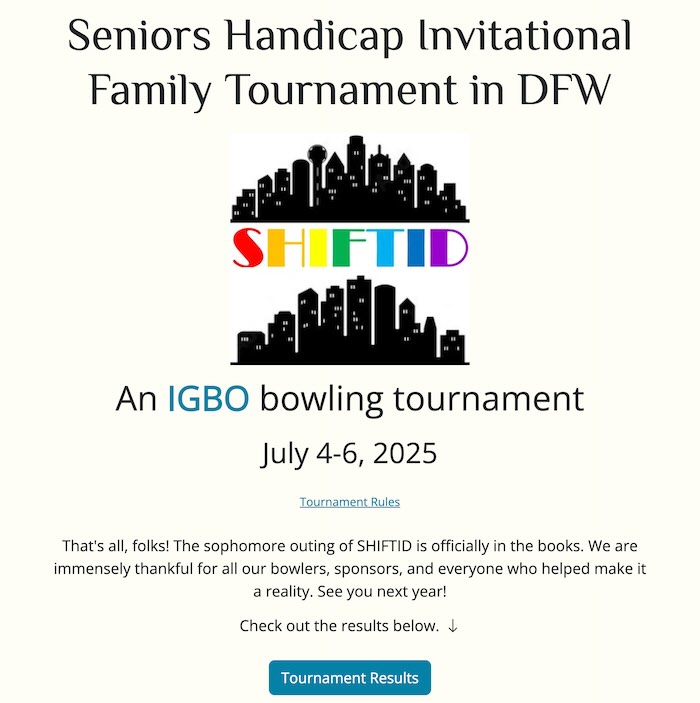 Seniors Handicap Invitational
Family Tournament in DFW
SHIFTID
An IGBO bowling tournament
July 4-6, 2025
Tournament Rules
That's all, folks! The sophomore outing of SHIFTID is officially in the books. We are
immensely thankful for all our bowlers, sponsors, and everyone who helped make it
a reality. See you next year!
Check out the results below. ↓
Tournament Results